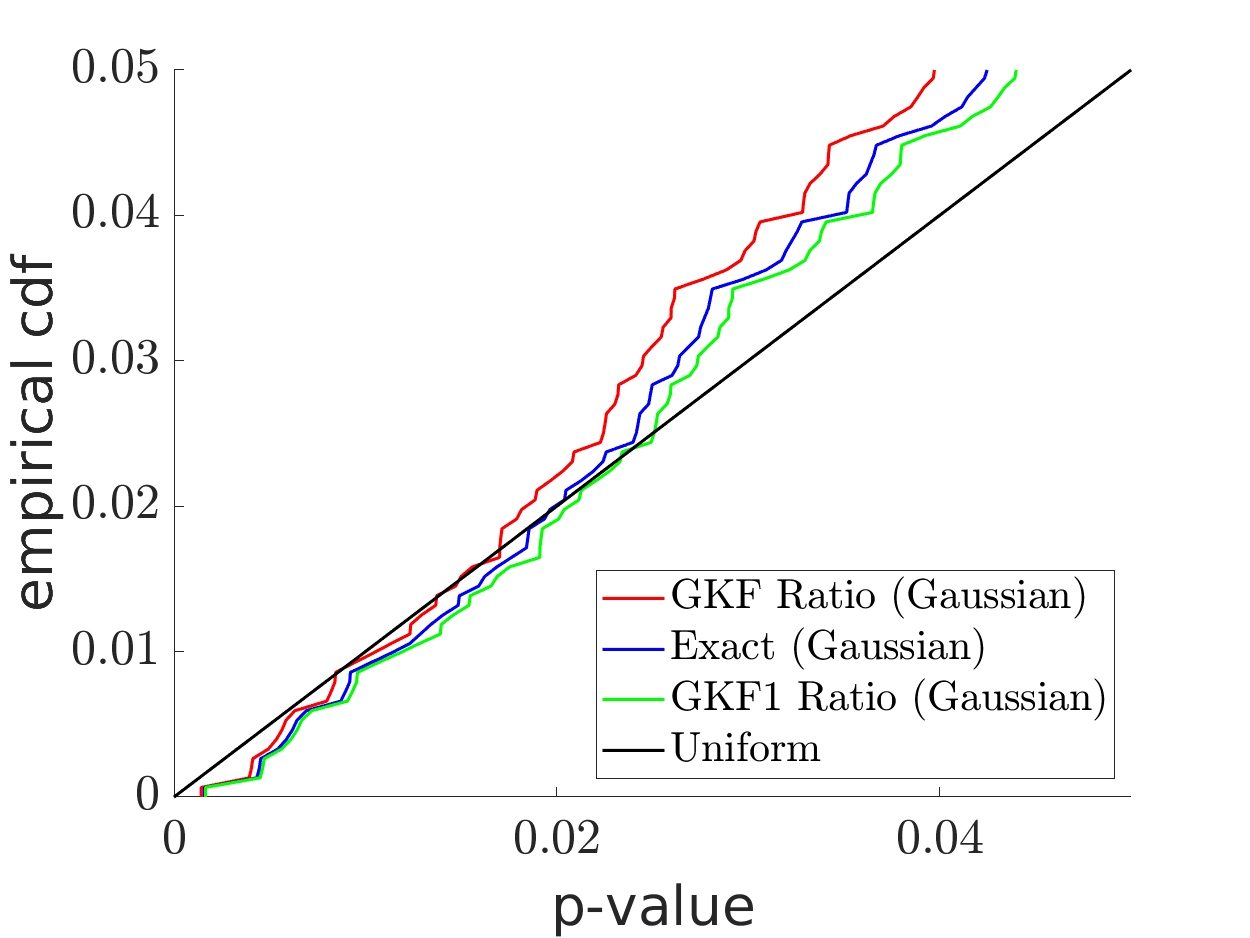 0.05
0.04
0.03
0.02
0.01
0
empirical cdf
GKF Ratio (Gaussian)
Exact (Gaussian)
GKF1 Ratio (Gaussian)
Uniform
0
0.02
0.04
p-value